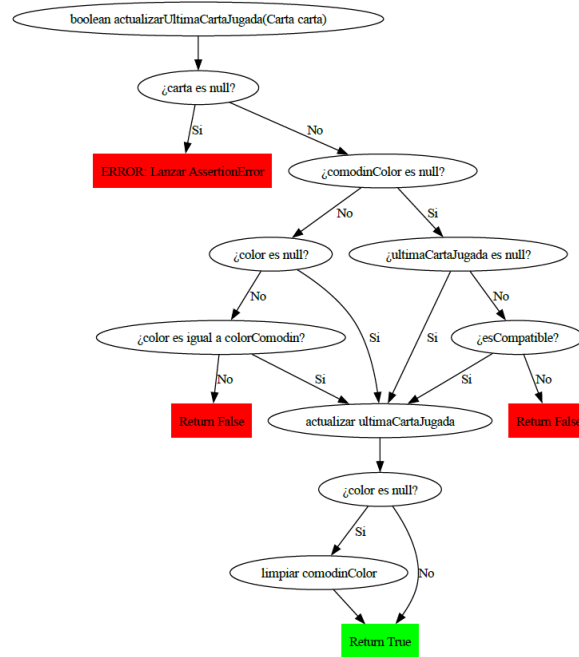 boolean actualizarUltimaCartaJugada(Carta carta)
¿carta es null?
Si
No
ERROR: Lanzar AssertionError
¿comodinColor es null?
No
Si
¿color es null?
¿ultimaCartaJugada es null?
No
Si
Si
No
¿color es igual a colorComodin?
¿esCompatible?
No
Si
Si
No
Return False
actualizar ultimaCartaJugada
Return False
¿color es null?
Si
No
limpiar comodinColor
Return True